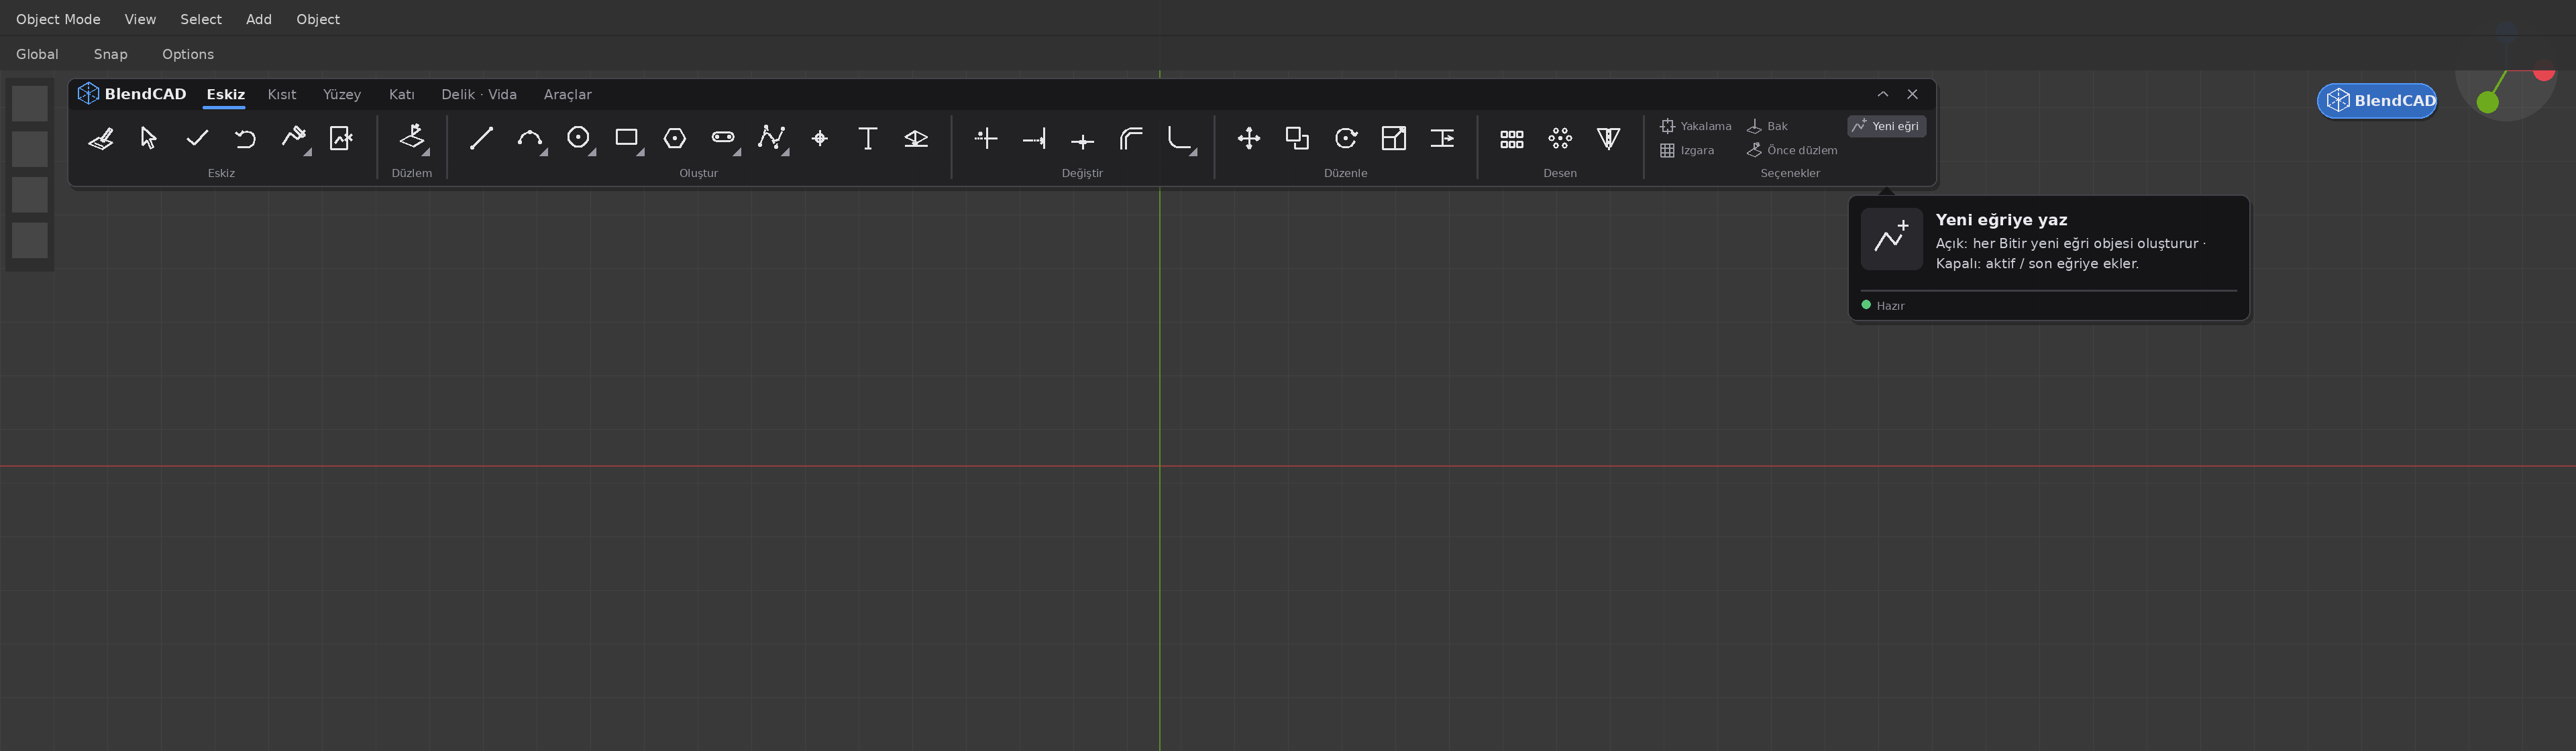 Object Mode View Select Add Object
Global Snap Options
BlendCAD Eskiz Kısıt Yüzey Katı Delik · Vida Araçlar
BlendCAD
Yakalama Bak Yeni eğri
Izgara Önce düzlem
Eskiz Düzlem Oluştur Değiştir Düzenle Desen Seçenekler
Yeni eğriye yaz
Açık: her Bitir yeni eğri objesi oluşturur ·
Kapalı: aktif / son eğriye ekler.
Hazır